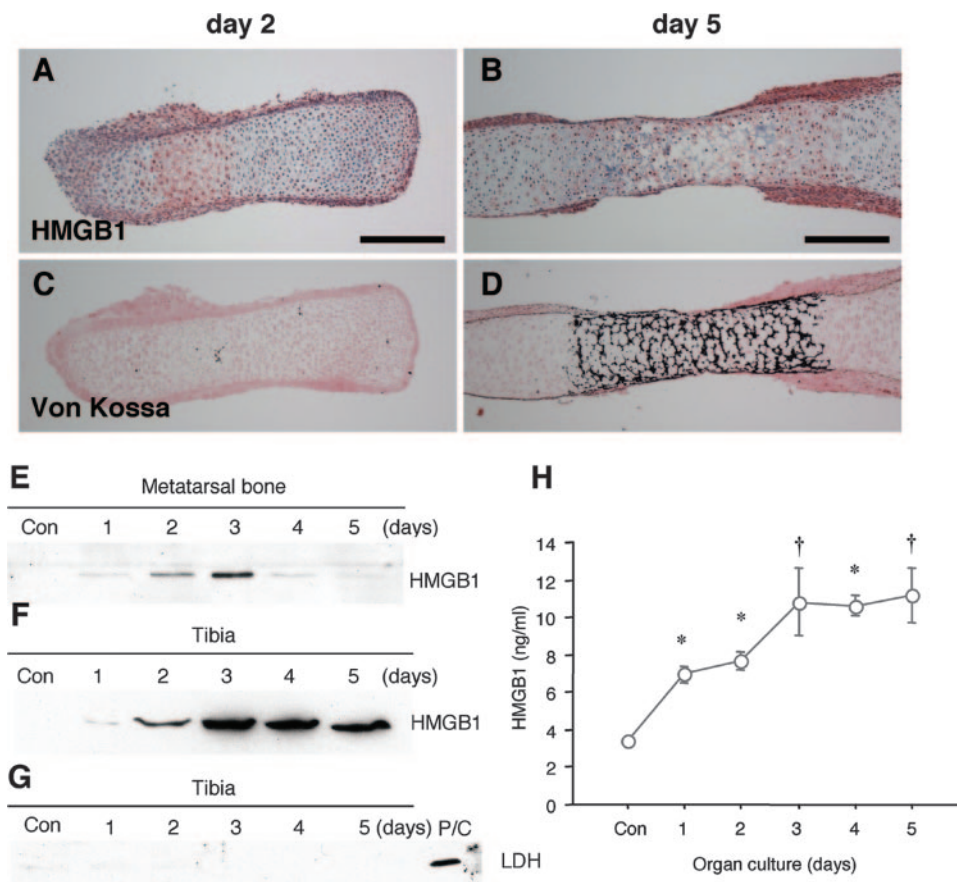 day 2 day 5
A B
HMGB1
C D
Von Kossa
E
Metatarsal bone
Con 1 2 3 4 5 (days)
HMGB1
F
Tibia
Con 1 2 3 4 5 (days)
HMGB1
G
Tibia
Con 1 2 3 4 5 (days) P/C
LDH
H
14
12
10
8
6
4
2
0
HMGB1 (ng/ml)
* * † * †
Con 1 2 3 4 5
Organ culture (days)